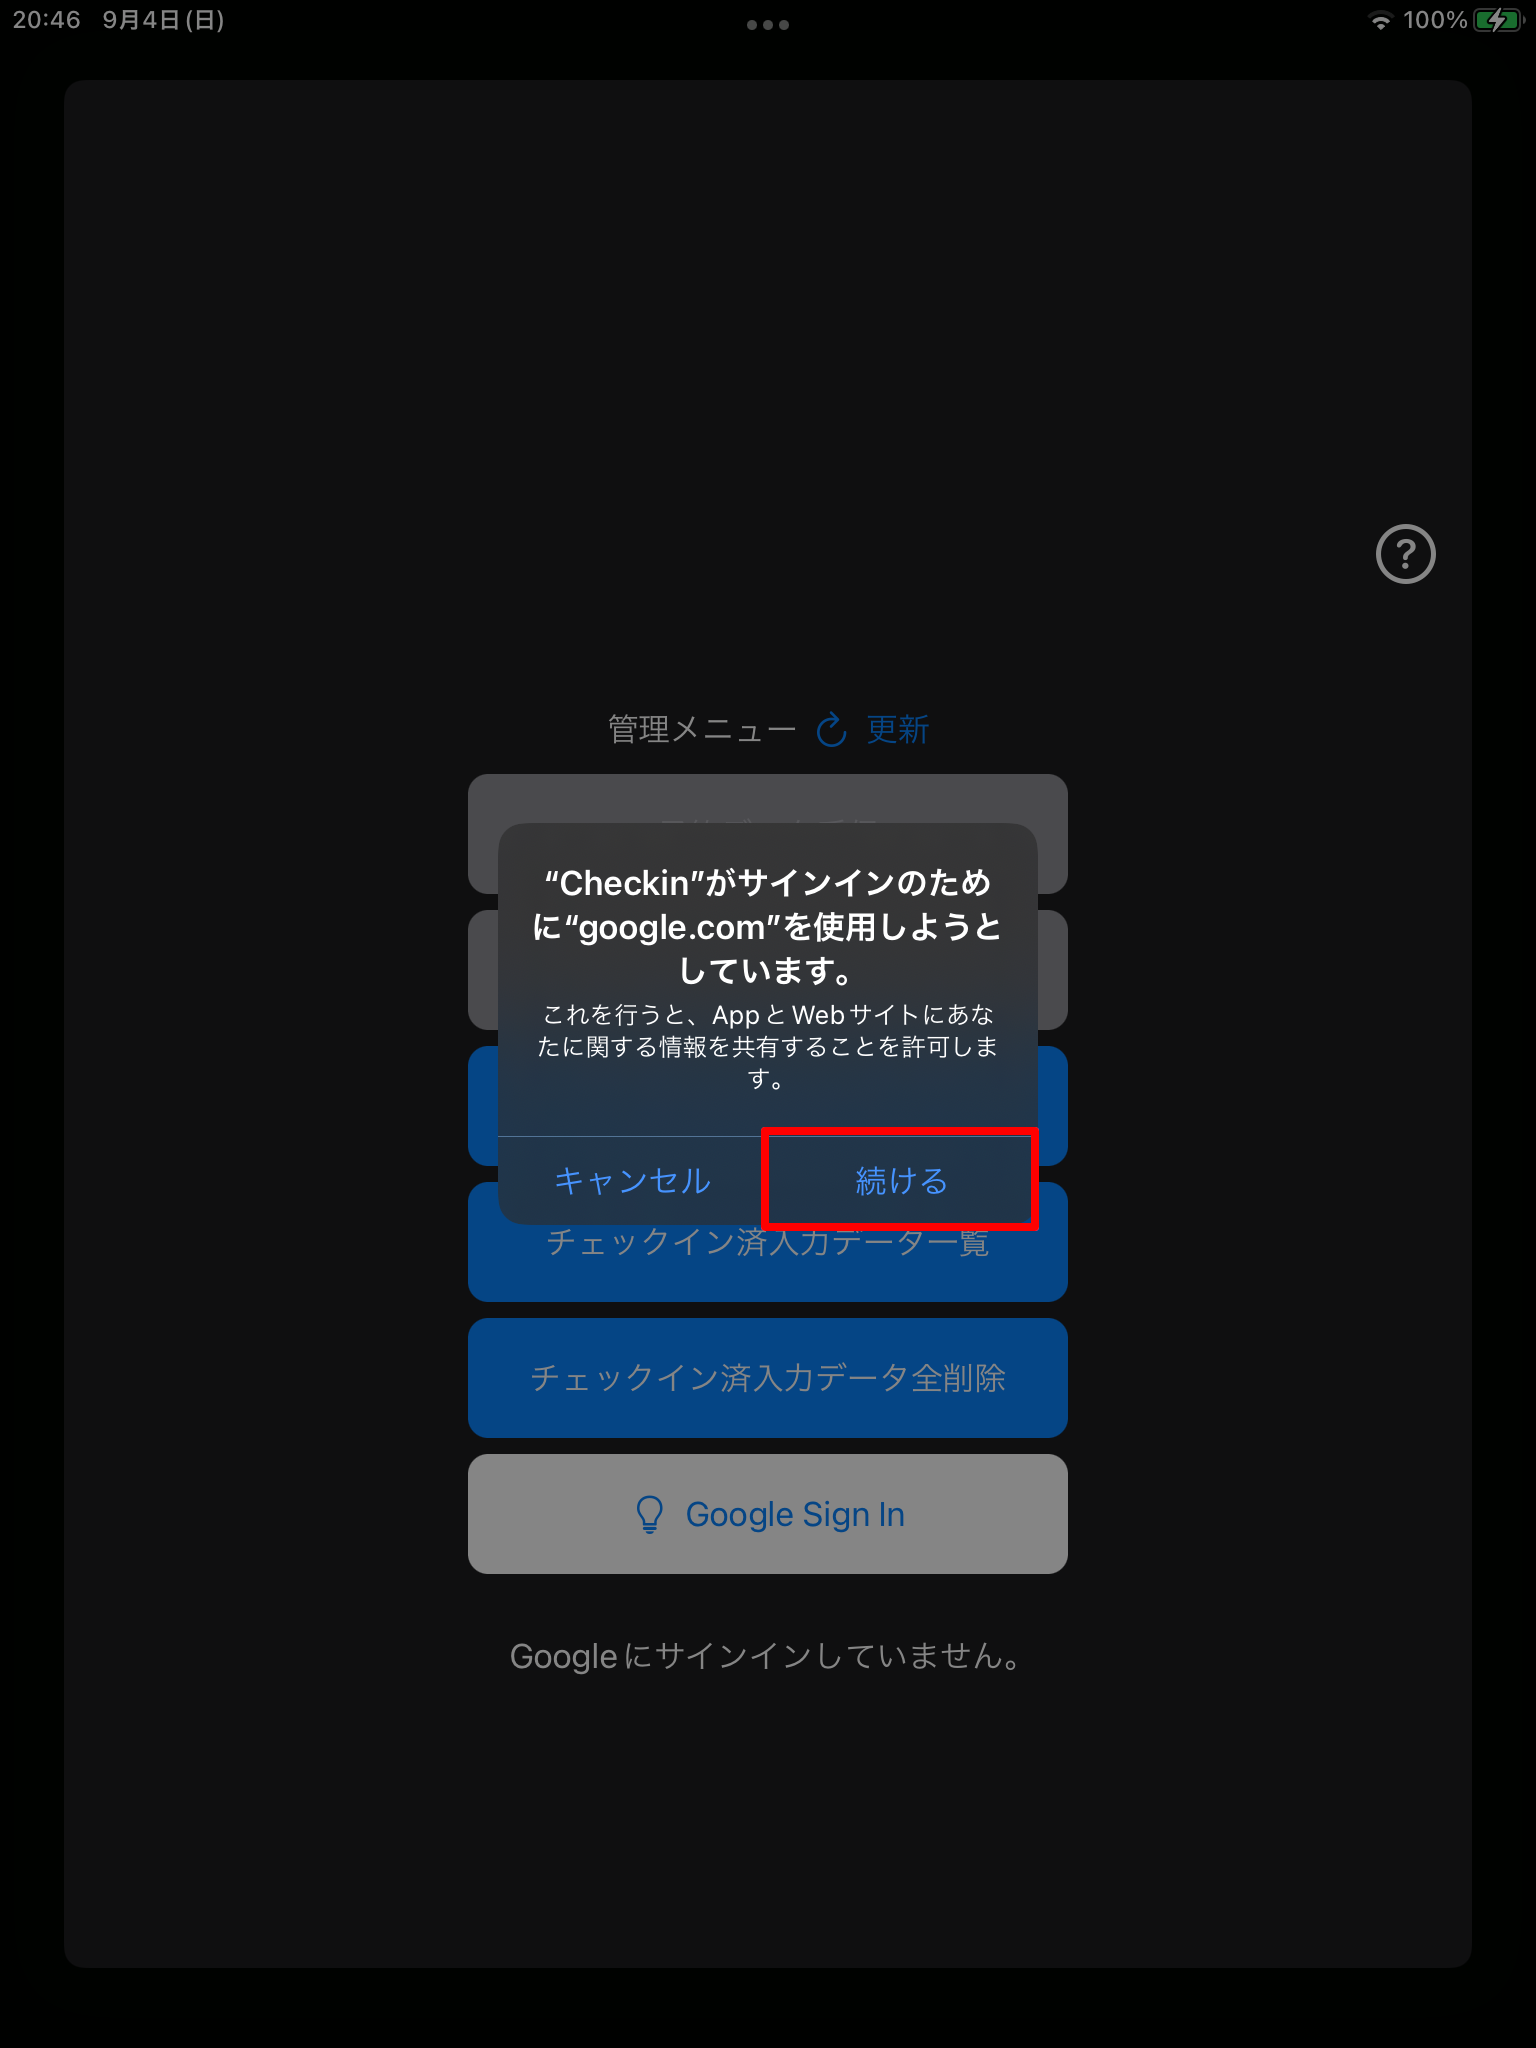 20:46 9月4日(日)
100%
管理メニュー 更新
“Checkin”がサインインのため
に“google.com”を使用しようと
しています。
これを行うと、AppとWebサイトにあな
たに関する情報を共有することを許可しま
す。
キャンセル 続ける
チェックイン済入力データ一覧
チェックイン済入力データ全削除
Google Sign In
Googleにサインインしていません。